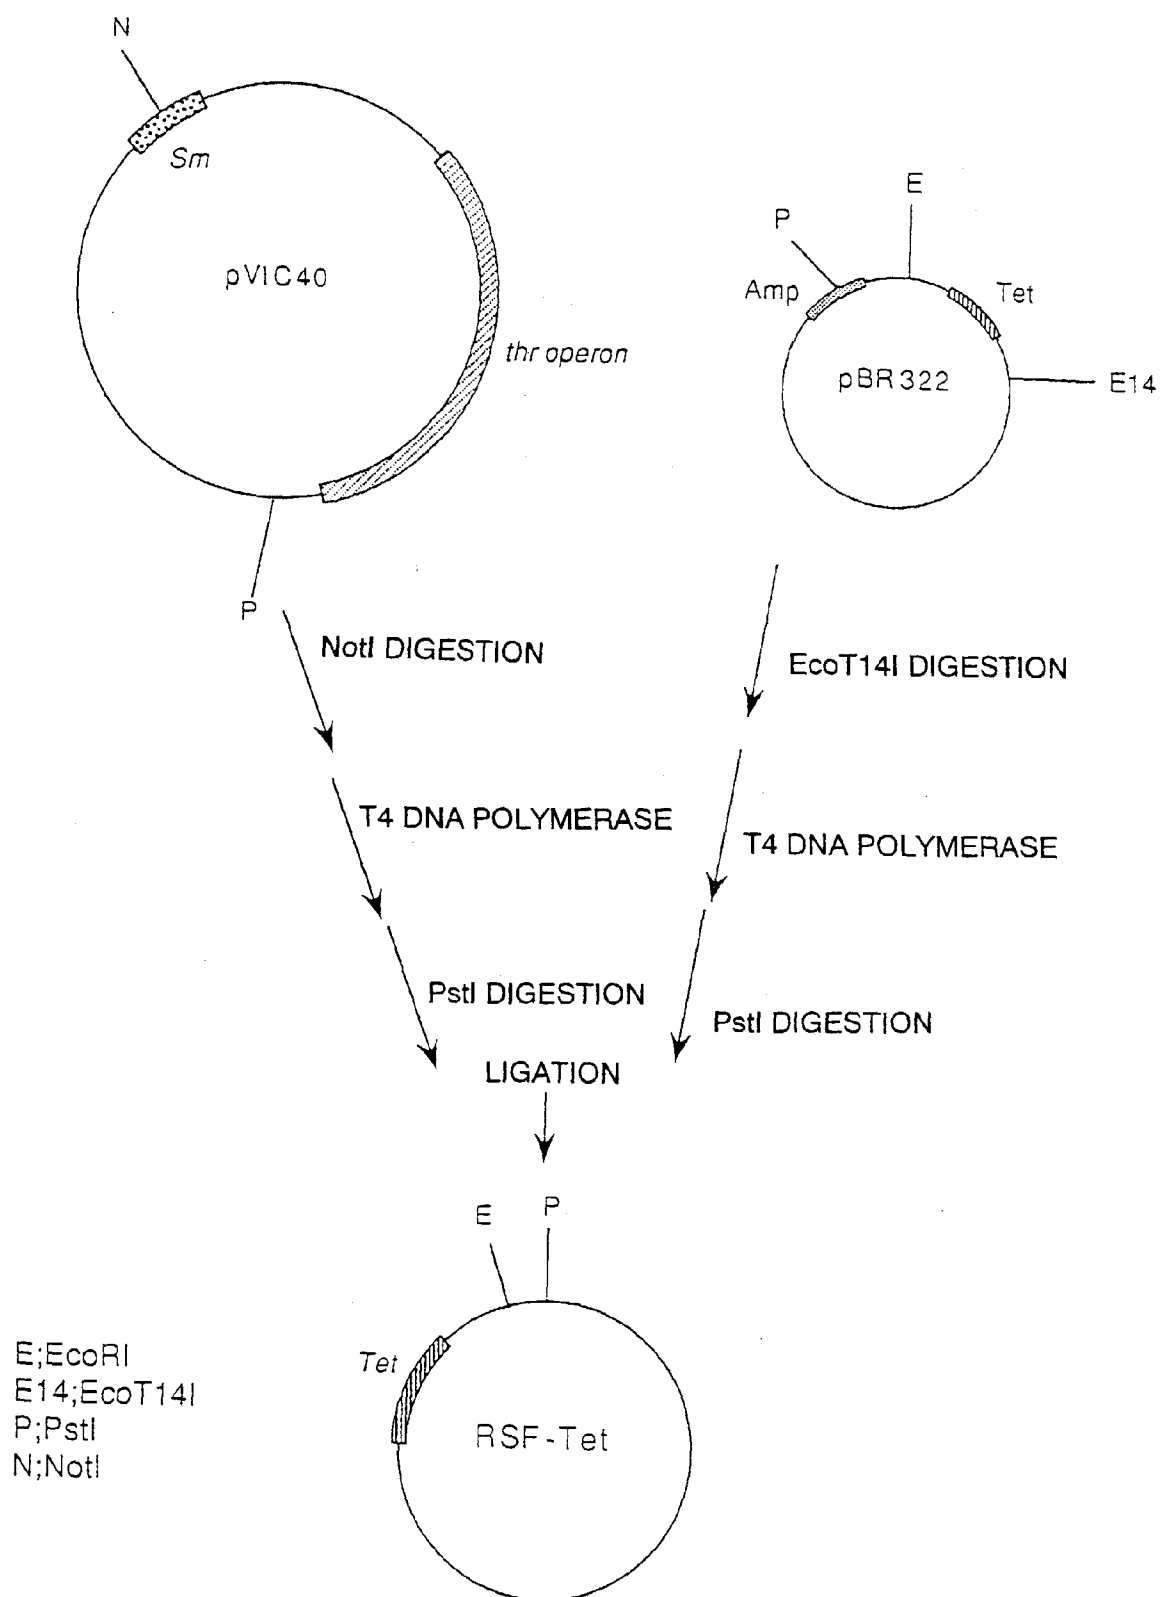 N
Sm
pVIC40
thr operon
P
E
P
Amp
Tet
pBR322
E14
NotI DIGESTION
EcoT14I DIGESTION
T4 DNA POLYMERASE
T4 DNA POLYMERASE
PstI DIGESTION
PstI DIGESTION
LIGATION
E
P
Tet
RSF-Tet
E;EcoRI
E14;EcoT14I
P;PstI
N;NotI